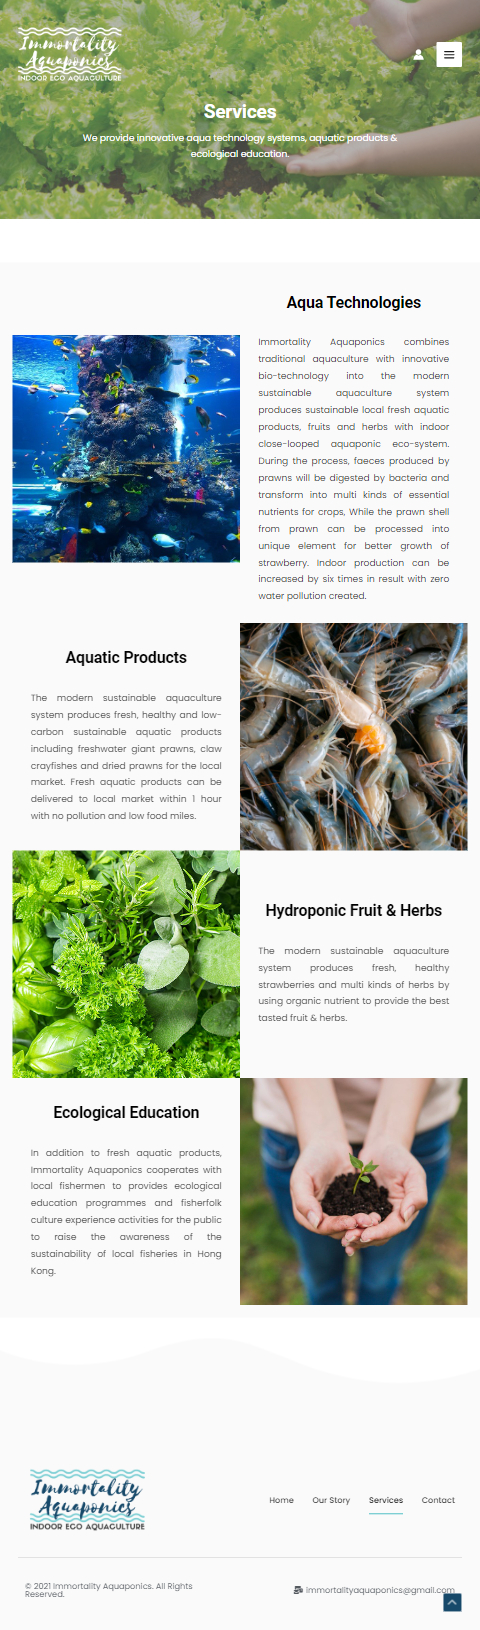 Immortality
Aquaponics
INDOOR ECO AQUACULTURE
Services
We provide innovative aqua technology systems, aquatic products &
ecological education.
Aqua Technologies
Immortality Aquaponics combines
traditional aquaculture with innovative
bio-technology into the modern
sustainable aquaculture system
produces sustainable local fresh aquatic
products, fruits and herbs with indoor
close-looped aquaponic eco-system.
During the process, faeces produced by
prawns will be digested by bacteria and
transform into multi kinds of essential
nutrients for crops, While the prawn shell
from prawn can be processed into
unique element for better growth of
strawberry. Indoor production can be
increased by six times in result with zero
water pollution created.
Aquatic Products
The modern sustainable aquaculture
system produces fresh, healthy and low-
carbon sustainable aquatic products
including freshwater giant prawns, claw
crayfishes and dried prawns for the local
market. Fresh aquatic products can be
delivered to local market within 1 hour
with no pollution and low food miles.
Hydroponic Fruit & Herbs
The modern sustainable aquaculture
system produces fresh, healthy
strawberries and multi kinds of herbs by
using organic nutrient to provide the best
tasted fruit & herbs.
Ecological Education
In addition to fresh aquatic products,
Immortality Aquaponics cooperates with
local fishermen to provides ecological
education programmes and fisherfolk
culture experience activities for the public
to raise the awareness of the
sustainability of local fisheries in Hong
Kong.
Immortality
Aquaponics
INDOOR ECO AQUACULTURE
Home Our Story Services Contact
© 2021 Immortality Aquaponics. All Rights
Reserved.
immortalityaquaponics@gmail.com